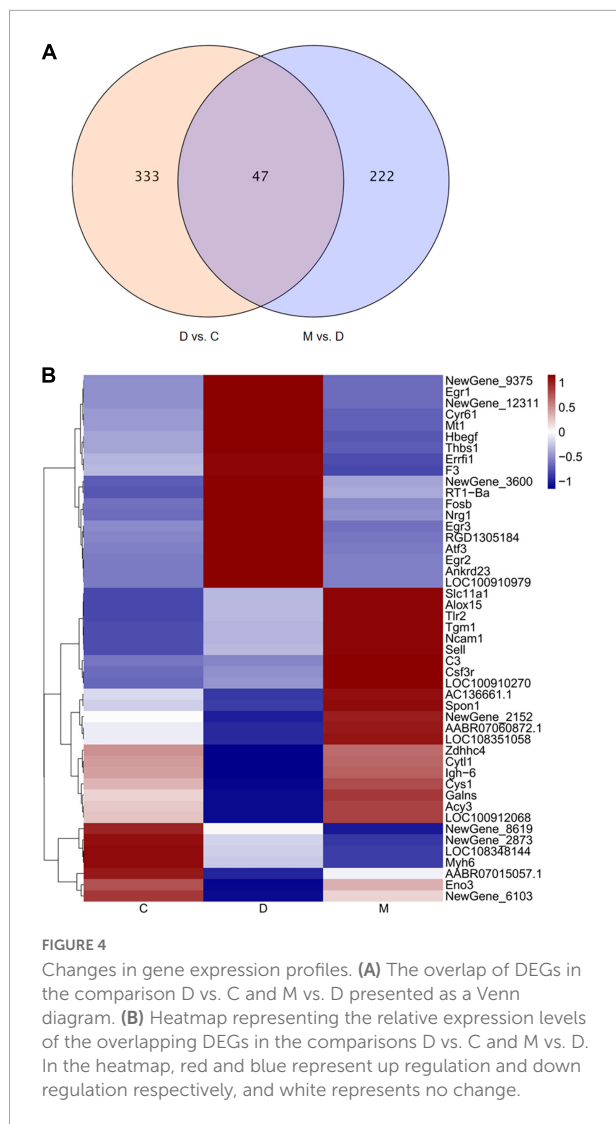 A
333
47
222
D vs. C
M vs. D
B
NewGene_9375
Egr1
NewGene_12311
Cyr61
Mt1
Hbegf
Thbs1
Errfi1
F3
NewGene_3600
RT1-Ba
Fosb
Nrg1
Egr3
RGD1305184
Atf3
Egr2
Ankrd23
LOC100910979
Slc11a1
Alox15
Tlr2
Tgm1
Ncam1
Sell
C3
Csf3r
LOC100910270
AC136661.1
Spon1
NewGene_2152
AABR07060872.1
LOC108351058
Zdhhc4
Cytl1
Igh-6
Cys1
Galns
Acy3
LOC100912068
NewGene_8619
NewGene_2873
LOC108348144
Myh6
AABR07015057.1
Eno3
NewGene_6103
1
0.5
0
−0.5
−1
C
D
M
FIGURE 4
Changes in gene expression profiles. (A) The overlap of DEGs in
the comparison D vs. C and M vs. D presented as a Venn
diagram. (B) Heatmap representing the relative expression levels
of the overlapping DEGs in the comparisons D vs. C and M vs. D.
In the heatmap, red and blue represent up regulation and down
regulation respectively, and white represents no change.